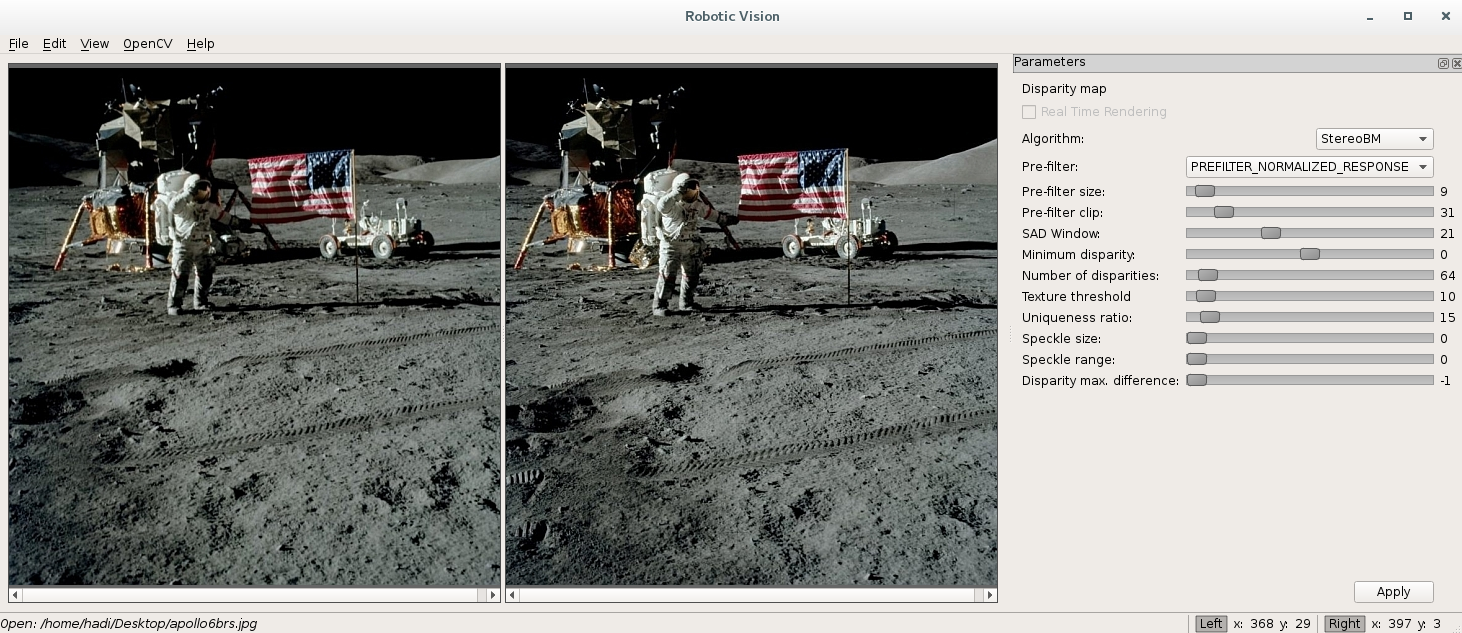 Robotic Vision
File Edit View OpenCV Help
Parameters
Disparity map
Real Time Rendering
Algorithm: StereoBM
Pre-filter: PREFILTER_NORMALIZED_RESPONSE
Pre-filter size: 9
Pre-filter clip: 31
SAD Window: 21
Minimum disparity: 0
Number of disparities: 64
Texture threshold 10
Uniqueness ratio: 15
Speckle size: 0
Speckle range: 0
Disparity max. difference: -1
Apply
Open: /home/hadi/Desktop/apollo6brs.jpg Left x: 368 y: 29 Right x: 397 y: 3